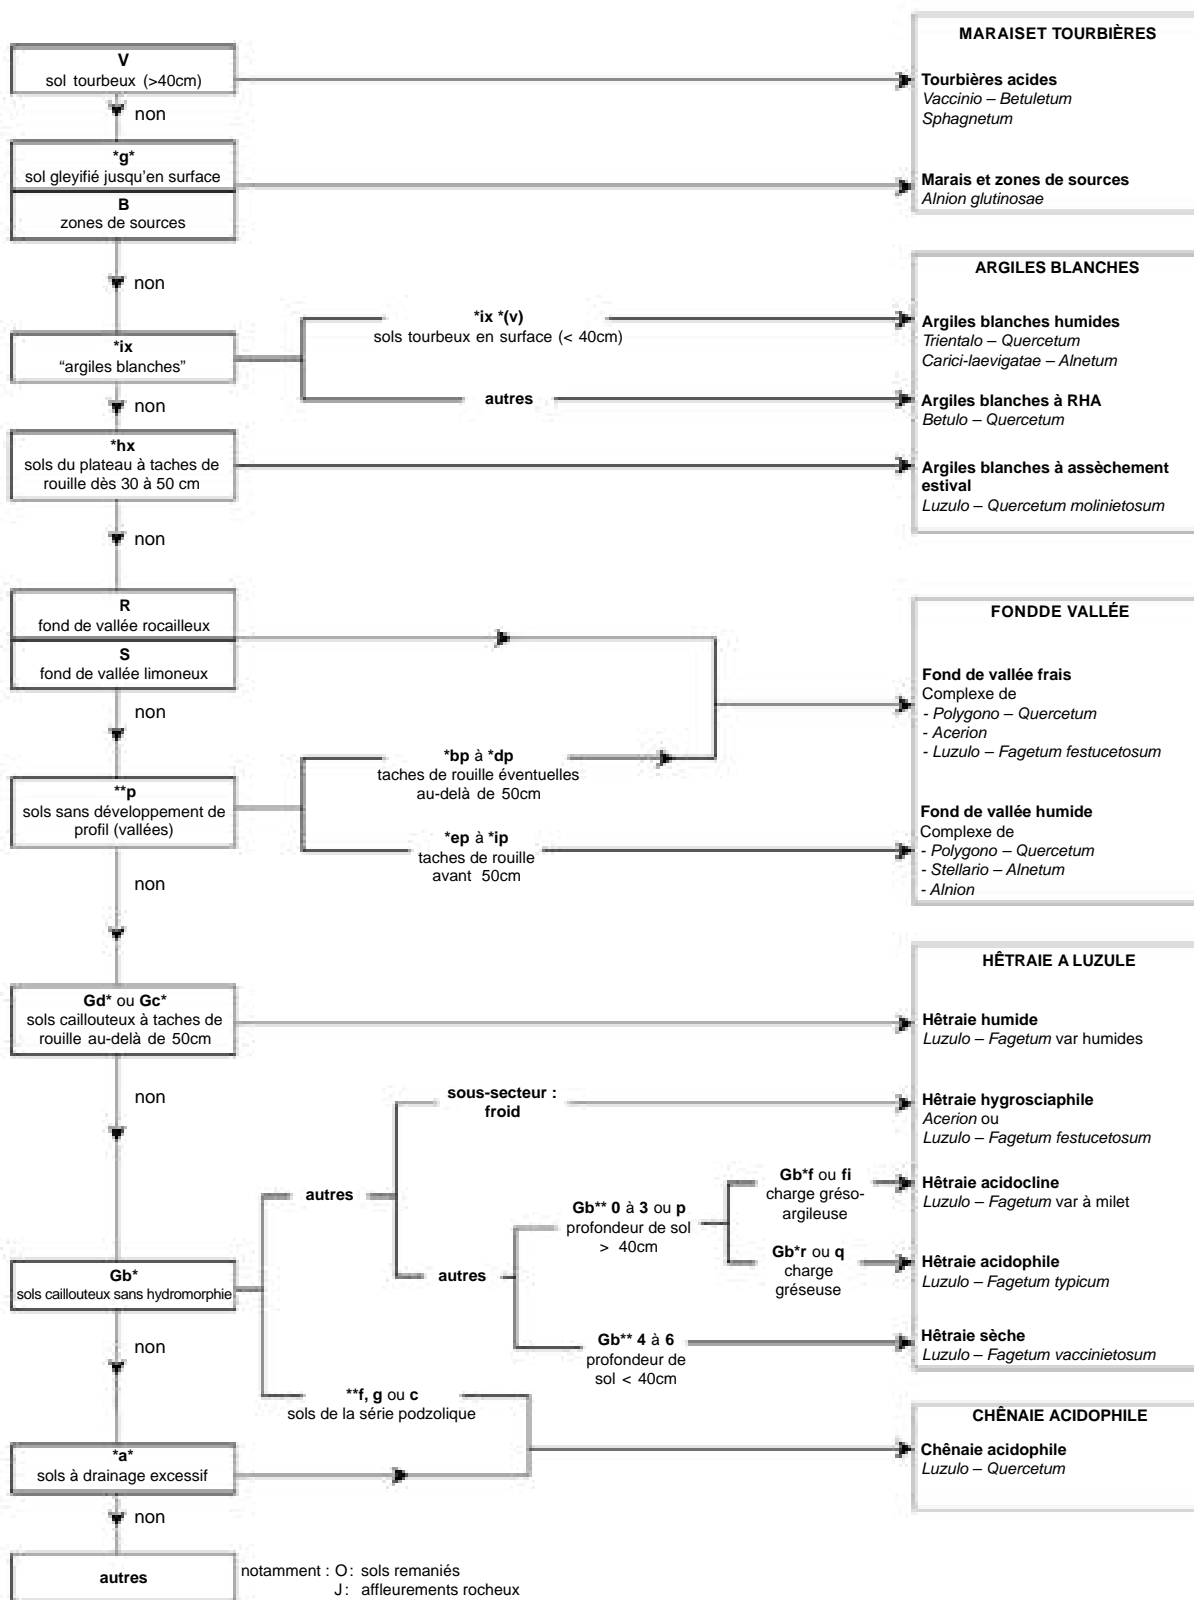 MARAISET TOURBIÈRES
V
sol tourbeux (>40cm)
Tourbières acides
Vaccinio – Betuletum
Sphagnetum
non
*g*
sol gleyifié jusqu'en surface
B
zones de sources
Marais et zones de sources
Alnion glutinosae
non
ARGILES BLANCHES
*ix
“argiles blanches”
*ix *(v)
sols tourbeux en surface (< 40cm)
Argiles blanches humides
Trientalo – Quercetum
Carici-laevigatae – Alnetum
autres
Argiles blanches à RHA
Betulo – Quercetum
non
*hx
sols du plateau à taches de
rouille dès 30 à 50 cm
Argiles blanches à assèchement
estival
Luzulo – Quercetum molinietosum
non
R
fond de vallée rocailleux
S
fond de vallée limoneux
FONDDE VALLÉE
Fond de vallée frais
Complexe de
- Polygono – Quercetum
- Acerion
- Luzulo – Fagetum festucetosum
non
**p
sols sans développement de
profil (vallées)
*bp à *dp
taches de rouille éventuelles
au-delà de 50cm
*ep à *ip
taches de rouille
avant 50cm
Fond de vallée humide
Complexe de
- Polygono – Quercetum
- Stellario – Alnetum
- Alnion
non
HÊTRAIE A LUZULE
Gd* ou Gc*
sols caillouteux à taches de
rouille au-delà de 50cm
Hêtraie humide
Luzulo – Fagetum var humides
non
sous-secteur :
froid
Hêtraie hygrosciaphile
Acerion ou
Luzulo – Fagetum festucetosum
autres
Gb** 0 à 3 ou p
profondeur de sol
> 40cm
Gb*f ou fi
charge gréso-
argileuse
Hêtraie acidocline
Luzulo – Fagetum var à milet
Gb*
sols caillouteux sans hydromorphie
autres
Gb*r ou q
charge
gréseuse
Hêtraie acidophile
Luzulo – Fagetum typicum
non
Gb** 4 à 6
profondeur de
sol < 40cm
Hêtraie sèche
Luzulo – Fagetum vaccinietosum
**f, g ou c
sols de la série podzolique
CHÊNAIE ACIDOPHILE
*a*
sols à drainage excessif
Chênaie acidophile
Luzulo – Quercetum
non
autres
notamment : O : sols remaniés
J : affleurements rocheux